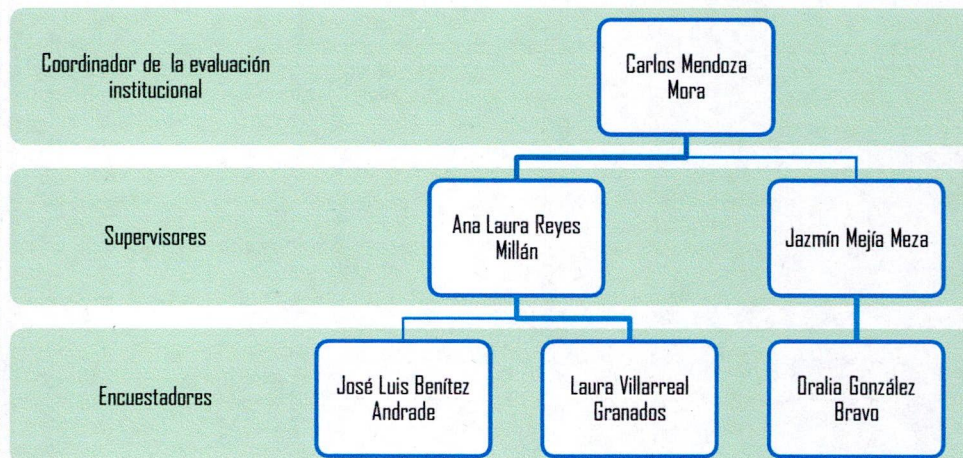 Coordinador de la evaluación
institucional
Carlos Mendoza
Mora
Supervisores
Ana Laura Reyes
Millán
Jazmín Mejía Meza
Encuestadores
José Luis Benítez
Andrade
Laura Villarreal
Granados
Oralia González
Bravo